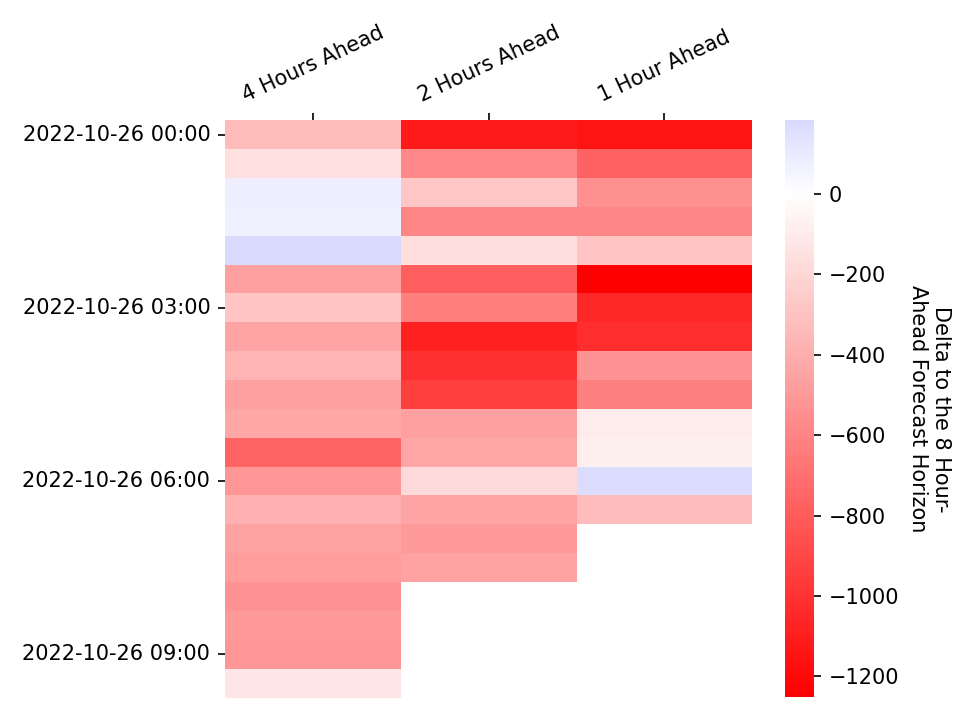 4 Hours Ahead
2 Hours Ahead
1 Hour Ahead
2022-10-26 00:00
2022-10-26 03:00
2022-10-26 06:00
2022-10-26 09:00
0
−200
−400
−600
−800
−1000
−1200
Delta to the 8 Hour-
Ahead Forecast Horizon